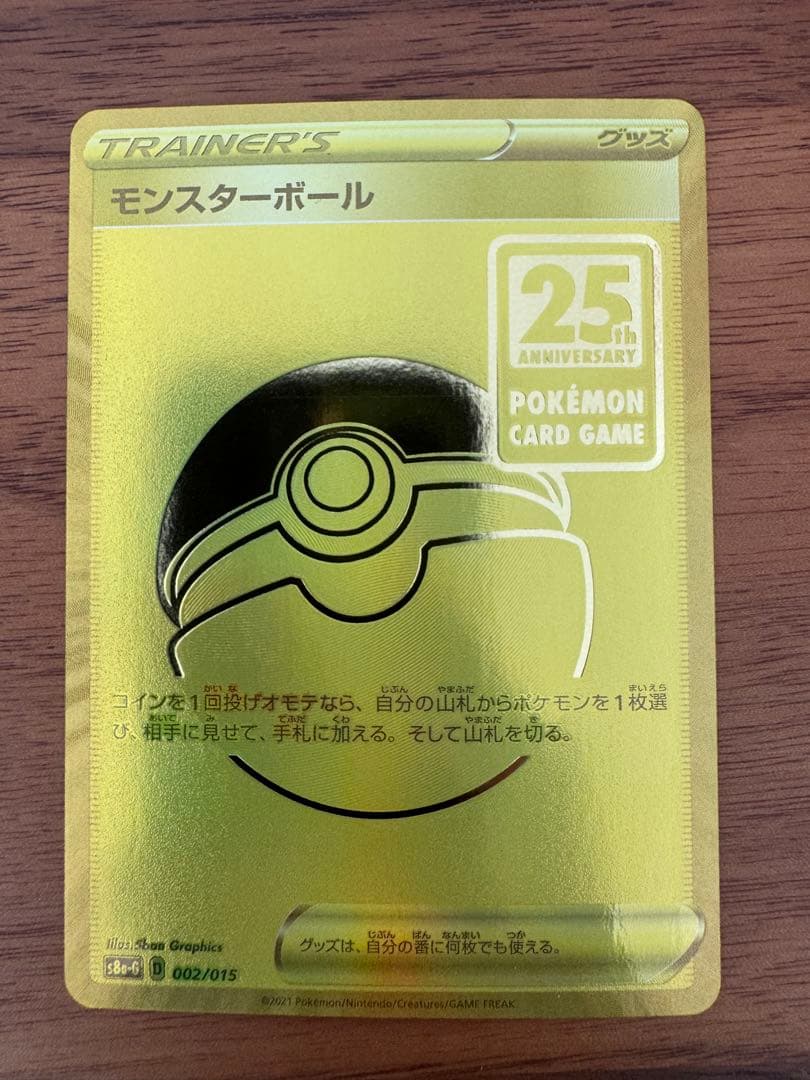 TRAINER'S
グッズ
モンスターボール
25th
ANNIVERSARY
POKÉMON
CARD GAME
コインを1回投げオモテなら、自分の山札からポケモンを1枚選
び、相手に見せて、手札に加える。そして山札を切る。
グッズは、自分の番に何枚でも使える。
Illus. 5ban Graphics
s8a-G D 002/015
©2021 Pokémon/Nintendo/Creatures/GAME FREAK